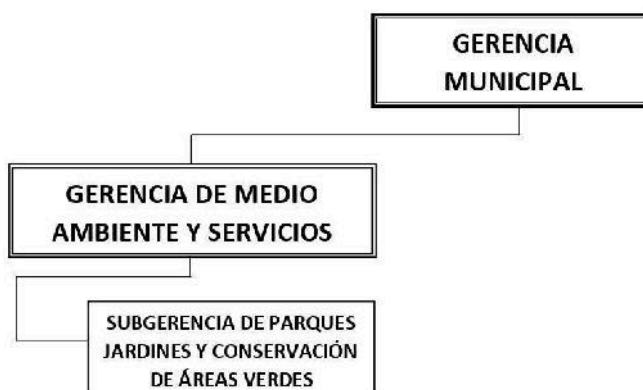 GERENCIA
MUNICIPAL
GERENCIA DE MEDIO
AMBIENTE Y SERVICIOS
SUBGERENCIA DE PARQUES
JARDINES Y CONSERVACIÓN
DE ÁREAS VERDES